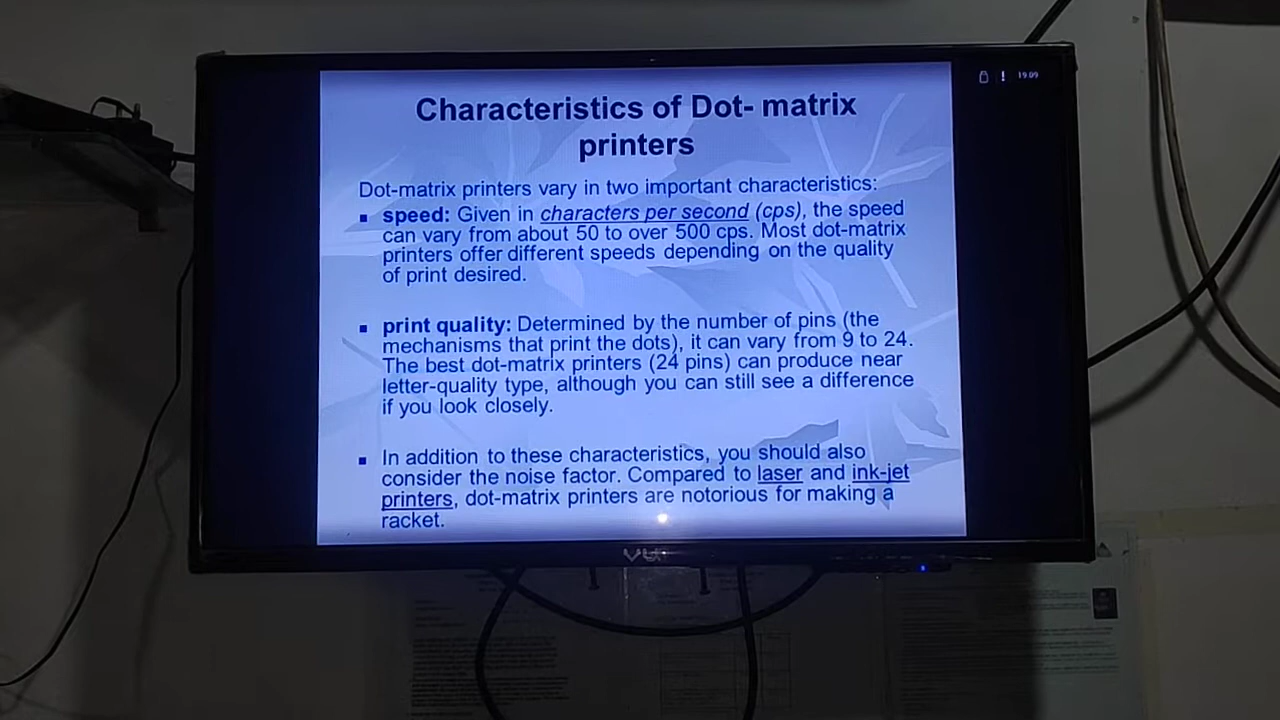 Characteristics of Dot- matrix
printers
19:09
Dot-matrix printers vary in two important characteristics:
▪ speed: Given in characters per second (cps), the speed
can vary from about 50 to over 500 cps. Most dot-matrix
printers offer different speeds depending on the quality
of print desired.
▪ print quality: Determined by the number of pins (the
mechanisms that print the dots), it can vary from 9 to 24.
The best dot-matrix printers (24 pins) can produce near
letter-quality type, although you can still see a difference
if you look closely.
▪ In addition to these characteristics, you should also
consider the noise factor. Compared to laser and ink-jet
printers, dot-matrix printers are notorious for making a
racket.
VU